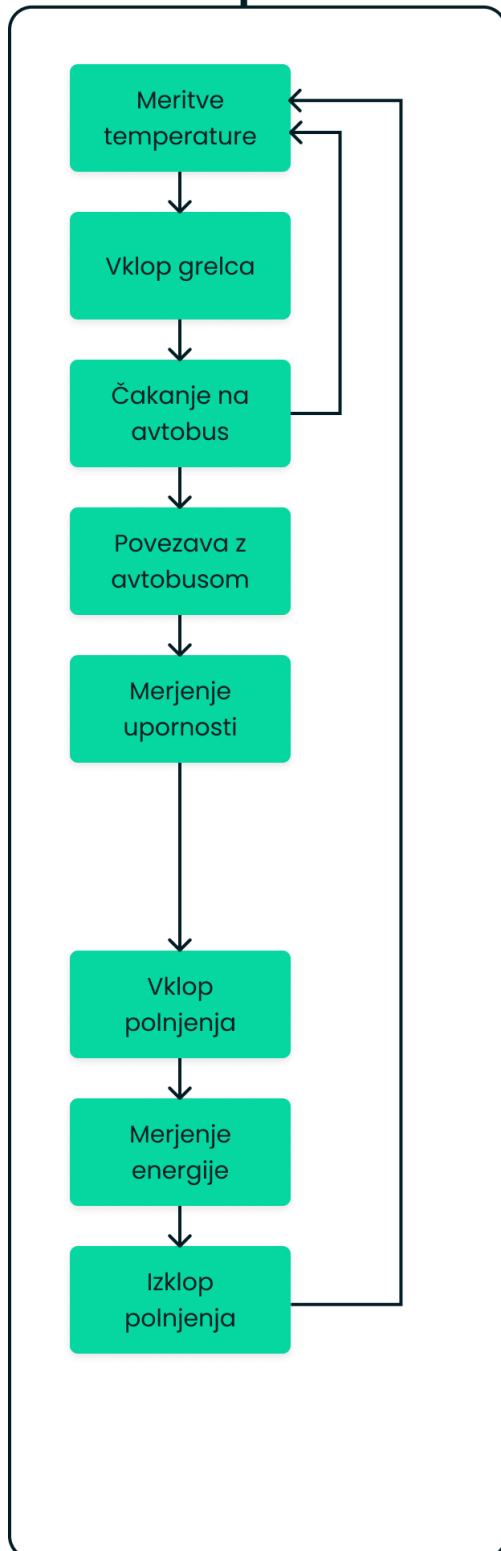 Meritve
temperature
Vklop grelca
Čakanje na
avtobus
Povezava z
avtobusom
Merjenje
upornosti
Vklop
polnjenja
Merjenje
energije
Izklop
polnjenja